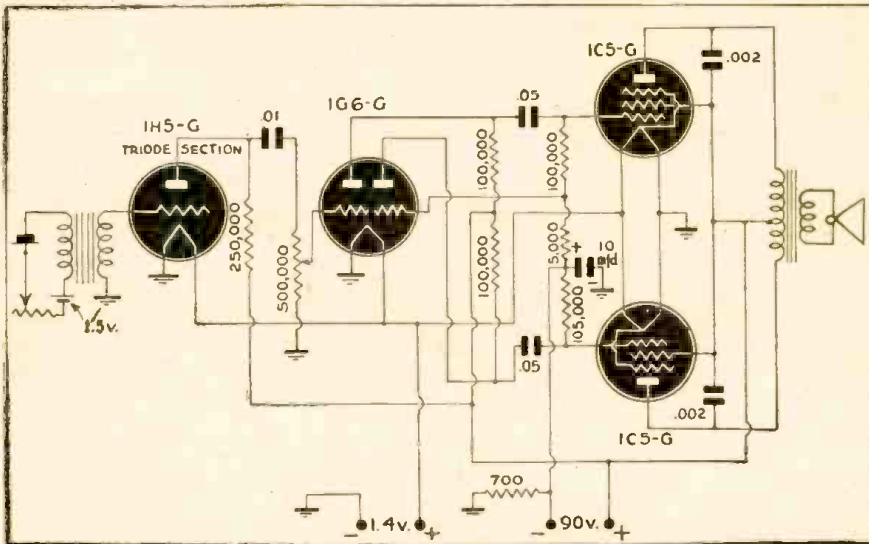 1H5-G
TRIODE SECTION
.01
1G6-G
.05
1C5-G
.002
250,000
500,000
100,000
100,000
100,000
5,000
+ 10
mfd
-
105,000
1.5v.
.05
1C5-G
.002
700
- 1.4v. +
- 90v. +